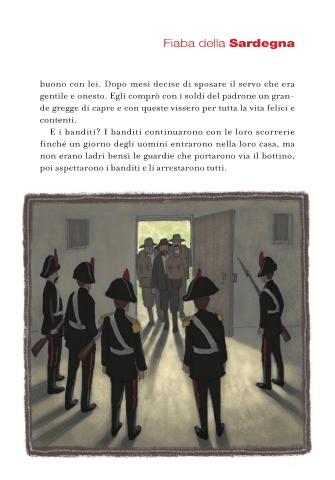 Fiaba della Sardegna
buono con lei. Dopo mesi decise di sposare il servo che era
gentile e onesto. Egli comprò con i soldi del padrone un gran-
de gregge di capre e con queste vissero per tutta la vita felici e
contenti.
E i banditi? I banditi continuarono con le loro scorrerie
finché un giorno degli uomini entrarono nella loro casa, ma
non erano ladri bensì le guardie che portarono via il bottino,
poi aspettarono i banditi e li arrestarono tutti.